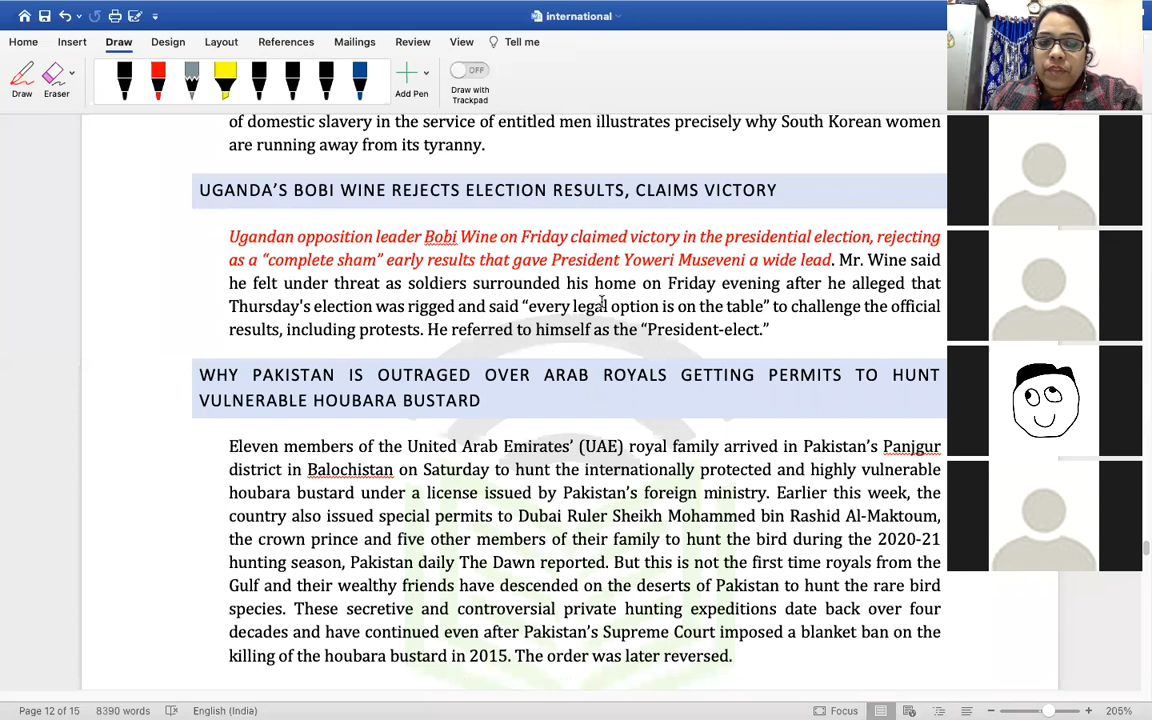 international
Home Insert Draw Design Layout References Mailings Review View Tell me
OFF
Draw Eraser Add Pen Draw with
Trackpad
of domestic slavery in the service of entitled men illustrates precisely why South Korean women
are running away from its tyranny.
UGANDA'S BOBI WINE REJECTS ELECTION RESULTS, CLAIMS VICTORY
Ugandan opposition leader Bobi Wine on Friday claimed victory in the presidential election, rejecting
as a "complete sham" early results that gave President Yoweri Museveni a wide lead. Mr. Wine said
he felt under threat as soldiers surrounded his home on Friday evening after he alleged that
Thursday's election was rigged and said "every legal option is on the table" to challenge the official
results, including protests. He referred to himself as the "President-elect."
WHY PAKISTAN IS OUTRAGED OVER ARAB ROYALS GETTING PERMITS TO HUNT
VULNERABLE HOUBARA BUSTARD
Eleven members of the United Arab Emirates' (UAE) royal family arrived in Pakistan's Panjgur
district in Balochistan on Saturday to hunt the internationally protected and highly vulnerable
houbara bustard under a license issued by Pakistan's foreign ministry. Earlier this week, the
country also issued special permits to Dubai Ruler Sheikh Mohammed bin Rashid Al-Maktoum,
the crown prince and five other members of their family to hunt the bird during the 2020-21
hunting season, Pakistan daily The Dawn reported. But this is not the first time royals from the
Gulf and their wealthy friends have descended on the deserts of Pakistan to hunt the rare bird
species. These secretive and controversial private hunting expeditions date back over four
decades and have continued even after Pakistan's Supreme Court imposed a blanket ban on the
killing of the houbara bustard in 2015. The order was later reversed.
Page 12 of 15 8390 words English (India) Focus 205%